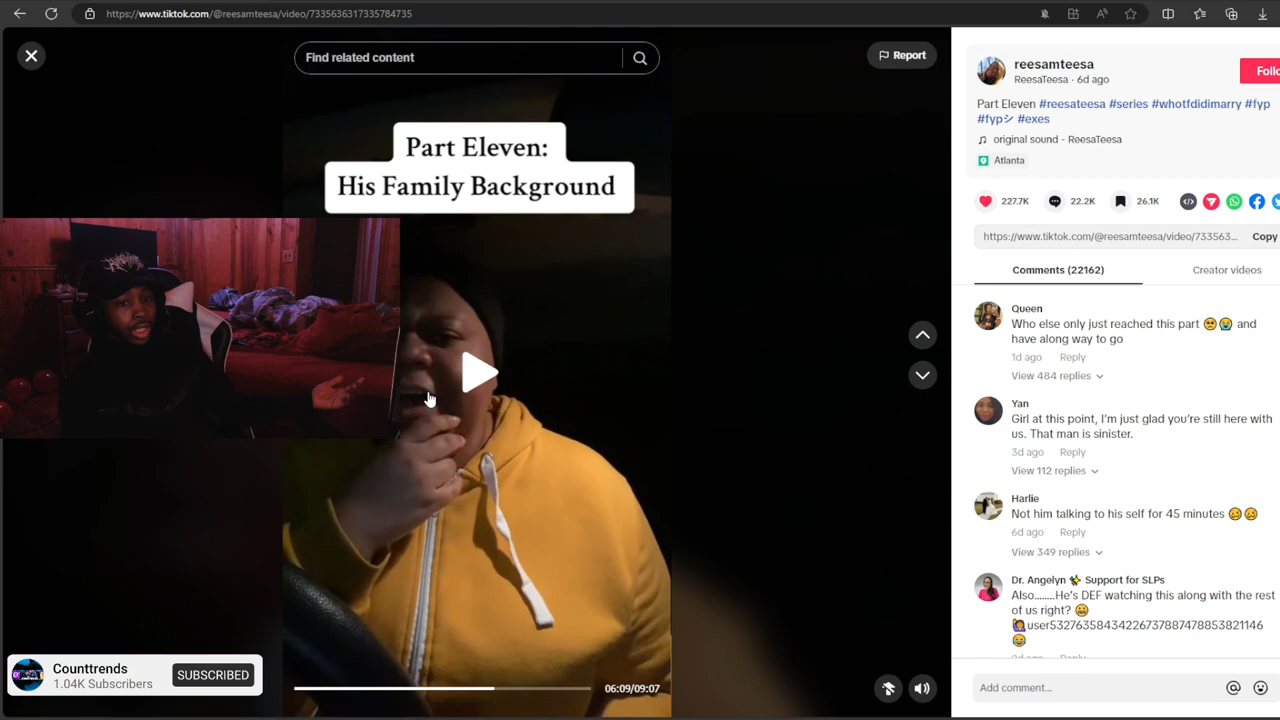 https://www.tiktok.com/@reesamteesa/video/7335636317335784735
Find related content
Report
Part Eleven:
His Family Background
Counttrends
1.04K Subscribers
SUBSCRIBED
06:09/09:07
reesamteesa
ReesaTeesa · 6d ago
Follo
Part Eleven #reesateesa #series #whotfdidimarry #fyp
#fypシ #exes
original sound - ReesaTeesa
Atlanta
227.7K
22.2K
26.1K
https://www.tiktok.com/@reesamteesa/video/733563...
Copy
Comments (22162)
Creator videos
Queen
Who else only just reached this part 🥺😭 and
have along way to go
1d ago Reply
View 484 replies
Yan
Girl at this point, I'm just glad you're still here with
us. That man is sinister.
3d ago Reply
View 112 replies
Harlie
Not him talking to his self for 45 minutes 😖😖
6d ago Reply
View 349 replies
Dr. Angelyn ✨ Support for SLPs
Also........He's DEF watching this along with the rest
of us right? 😬
🙋‍♀️user53276358434226737887478853821146
😂
Add comment...